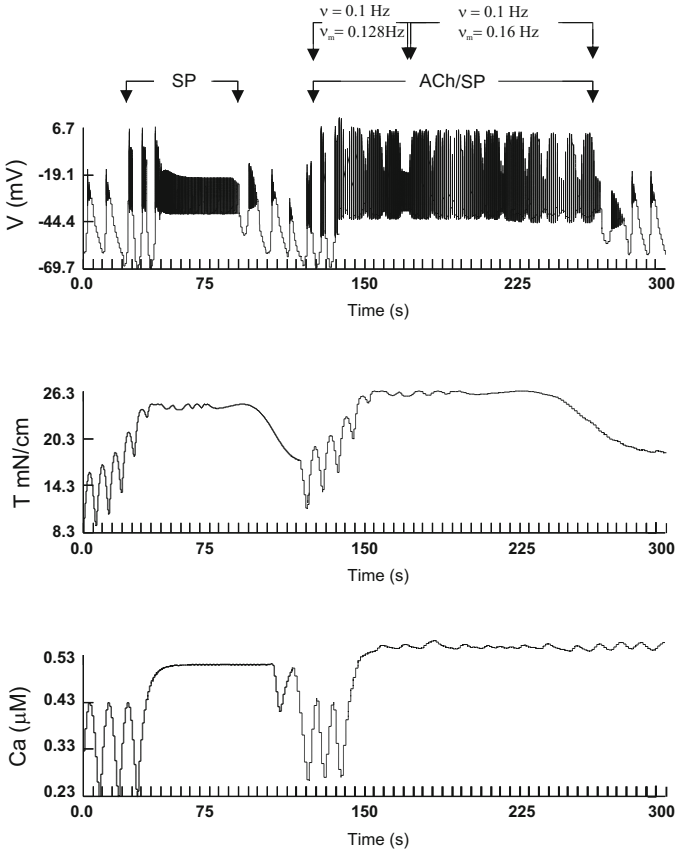 ν = 0.1 Hz
ν = 0.1 Hz
νm= 0.128Hz
νm= 0.16 Hz
SP
ACh/SP
6.7
-19.1
-44.4
-69.7
V (mV)
0.0
75
150
225
300
Time (s)
26.3
20.3
14.3
8.3
T mN/cm
0.0
75
150
225
300
Time (s)
0.53
0.43
0.33
0.23
Ca (μM)
0.0
75
150
225
300
Time (s)